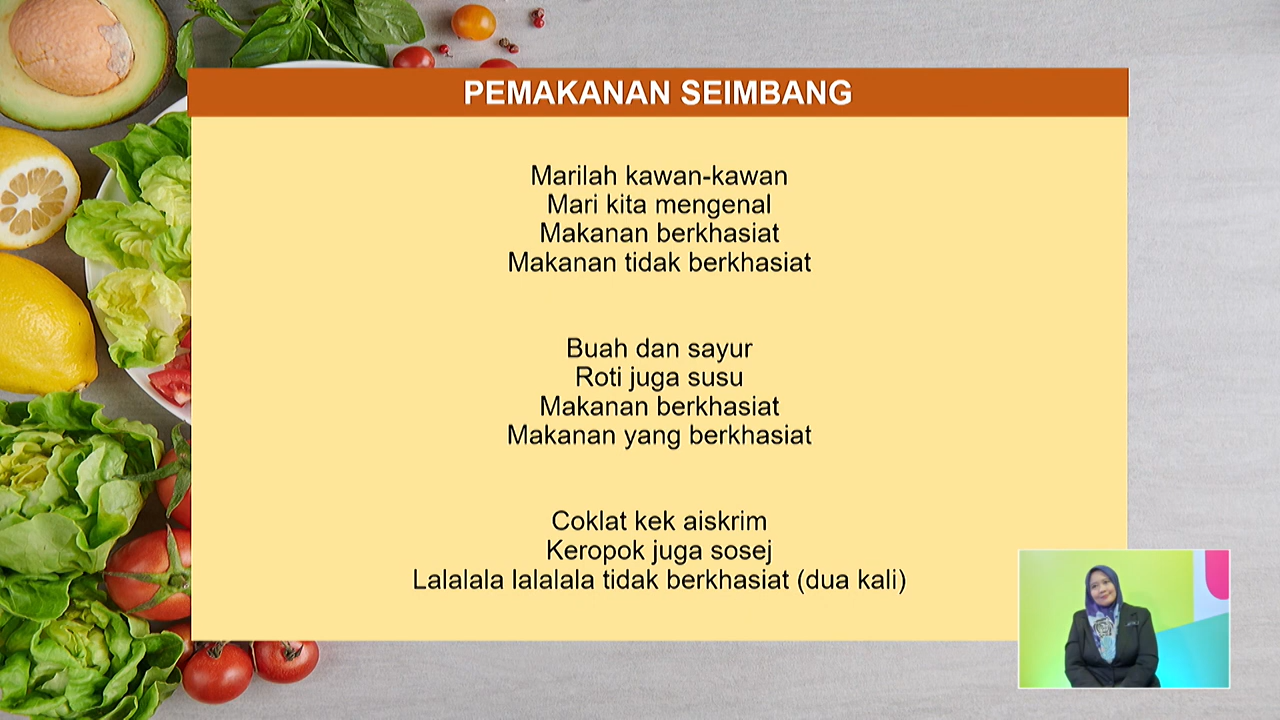 PEMAKANAN SEIMBANG
Marilah kawan-kawan
Mari kita mengenal
Makanan berkhasiat
Makanan tidak berkhasiat
Buah dan sayur
Roti juga susu
Makanan berkhasiat
Makanan yang berkhasiat
Coklat kek aiskrim
Keropok juga sosej
Lalalala lalalala tidak berkhasiat (dua kali)